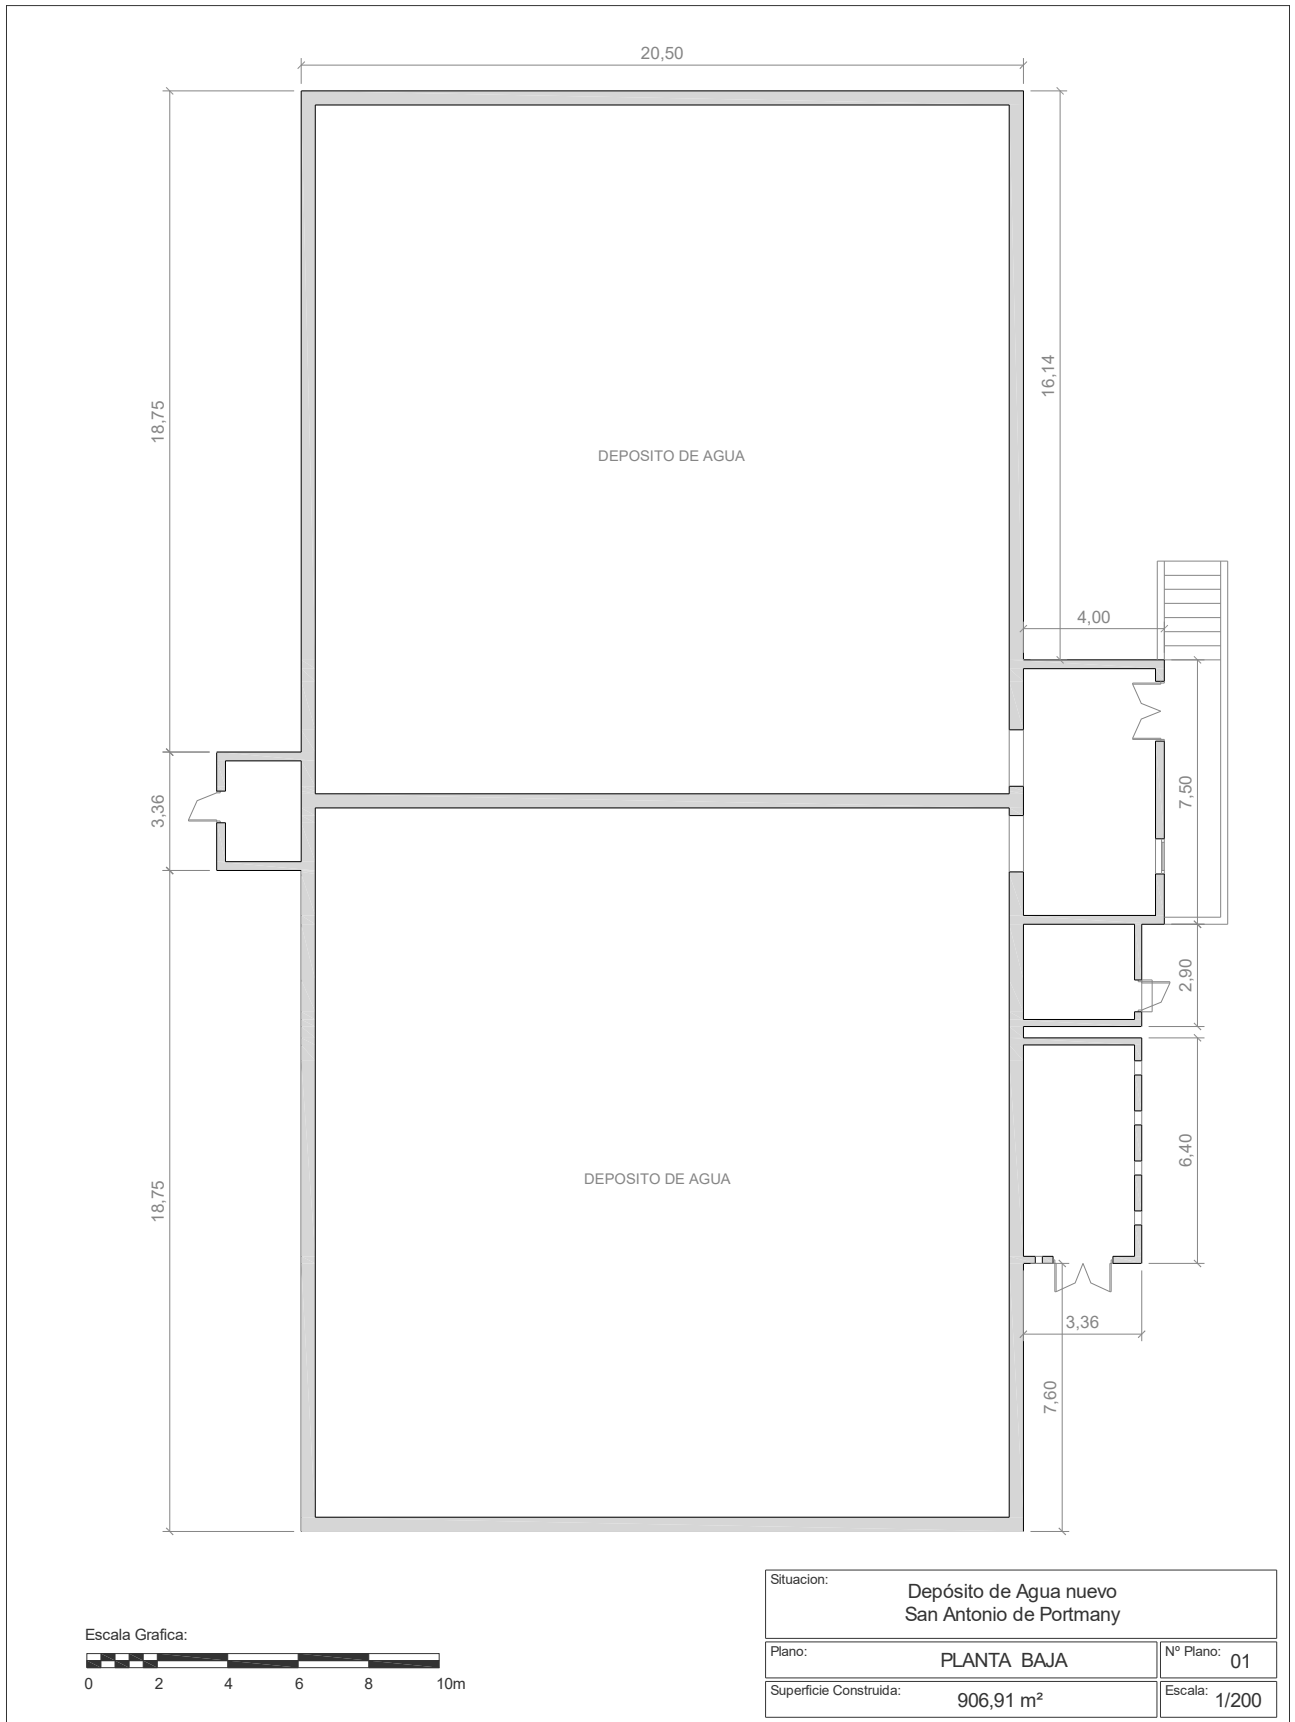 20,50
18,75
16,14
DEPOSITO DE AGUA
4,00
7,50
3,36
2,90
6,40
DEPOSITO DE AGUA
18,75
3,36
7,60
Situacion:
Depósito de Agua nuevo
San Antonio de Portmany
Plano:
PLANTA BAJA
Nº Plano: 01
Superficie Construida:
906,91 m²
Escala: 1/200
Escala Grafica:
0 2 4 6 8 10m